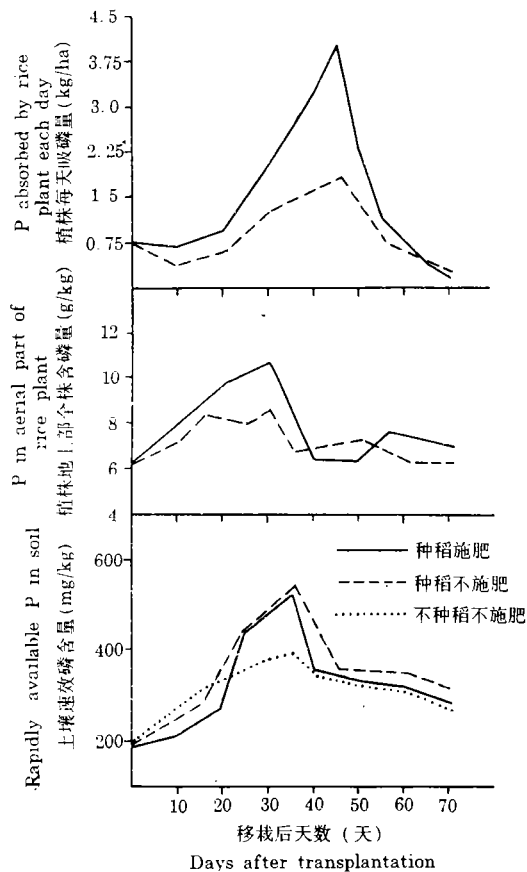 P absorbed by rice
plant each day
植株每天吸磷量(kg/ha)
4.5
3.75
3.0
2.25
1.5
0.75
P in aerial part of
rice plant
植株地上部个株含磷量(g/kg)
12
10
8
6
4
Rapidly available P in soil
土壤速效磷含量(mg/kg)
600
400
200
种稻施肥
种稻不施肥
不种稻不施肥
10 20 30 40 50 60 70
移栽后天数(天)
Days after transplantation